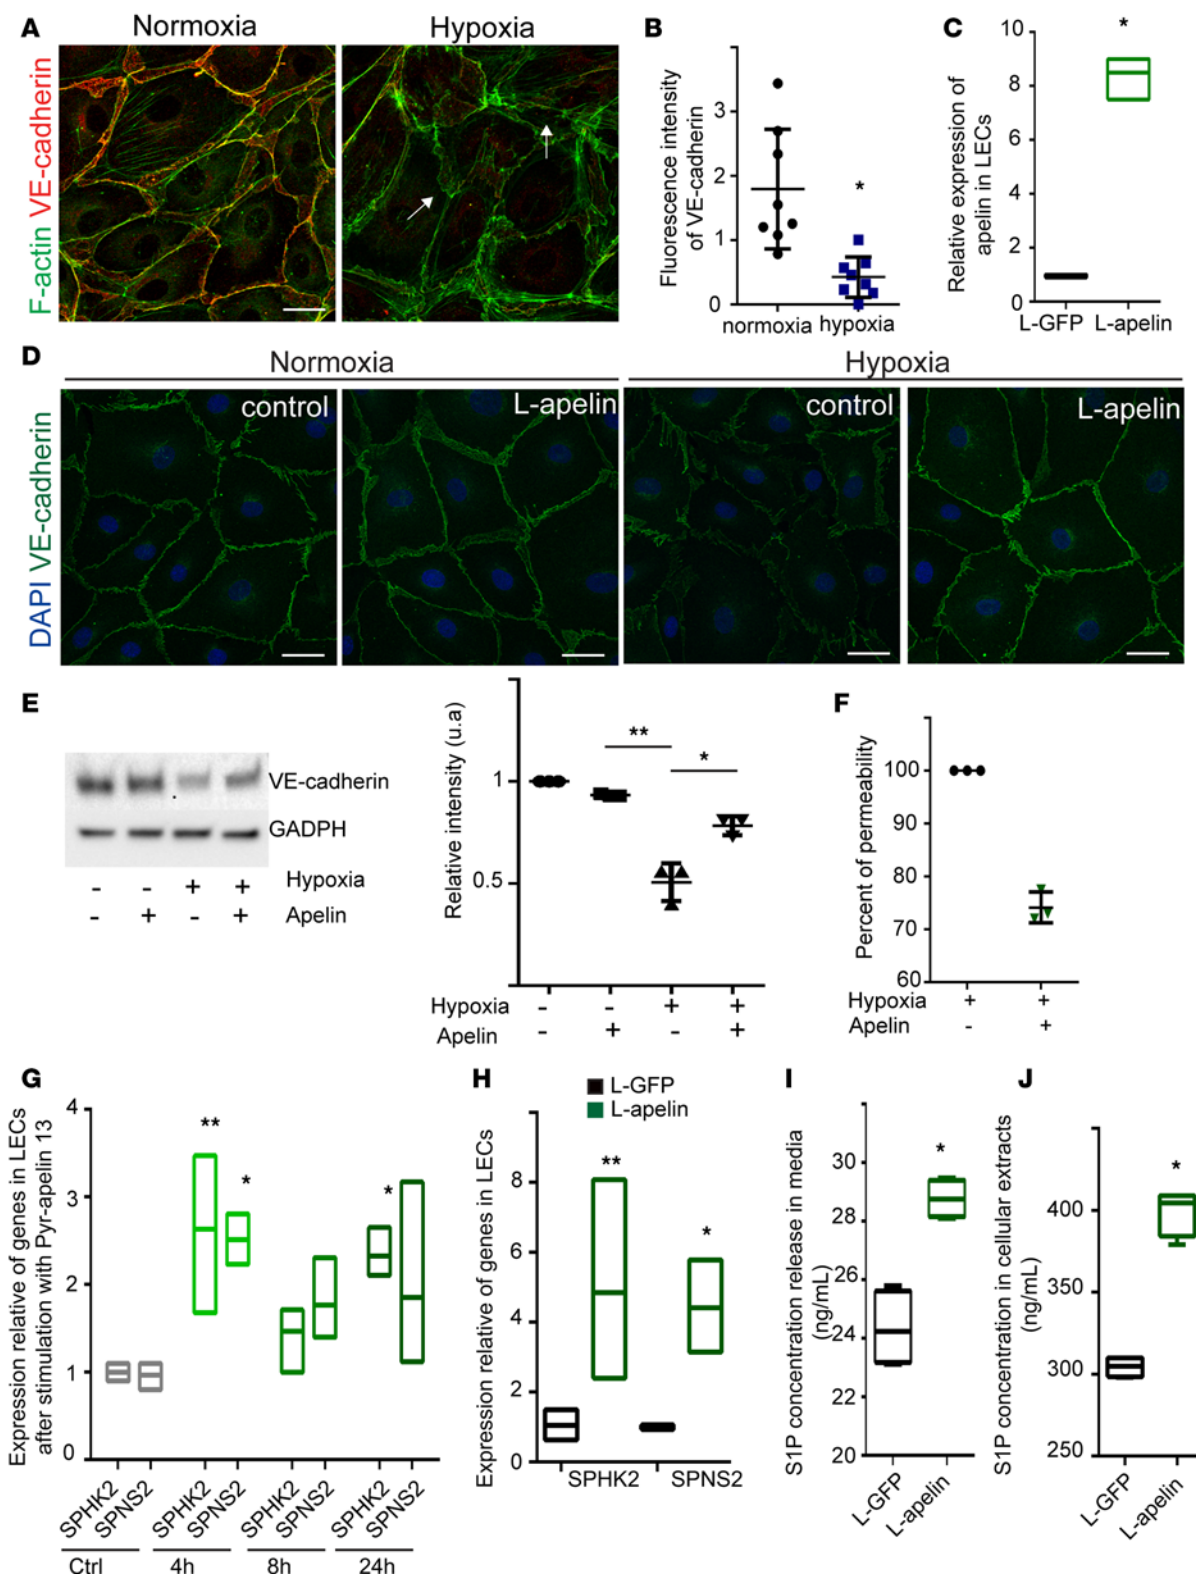 A
Normoxia
Hypoxia
F-actin VE-cadherin
B
Fluorescence intensity
of VE-cadherin
3
2
1
0
*
normoxia
hypoxia
C
Relative expression of
apelin in LECs
10
8
6
4
2
0
*
L-GFP
L-apelin
D
Normoxia
Hypoxia
DAPI VE-cadherin
control
L-apelin
control
L-apelin
E
VE-cadherin
GADPH
- - + + Hypoxia
- + - + Apelin
Relative intensity (u.a)
1
0.5
**
*
Hypoxia - - + +
Apelin - + - +
F
Percent of permeability
100
90
80
70
60
Hypoxia + +
Apelin - +
G
Expression relative of genes in LECs
after stimulation with Pyr-apelin 13
4
3
2
1
0
**
*
*
SPHK2
SPNS2
SPHK2
SPNS2
SPHK2
SPNS2
SPHK2
SPNS2
Ctrl
4h
8h
24h
H
L-GFP
L-apelin
Expression relative of genes in LECs
8
6
4
2
0
**
*
SPHK2
SPNS2
I
S1P concentration release in media
(ng/mL)
30
28
26
24
22
20
*
L-GFP
L-apelin
J
S1P concentration in cellular extracts
(ng/mL)
400
350
300
250
*
L-GFP
L-apelin